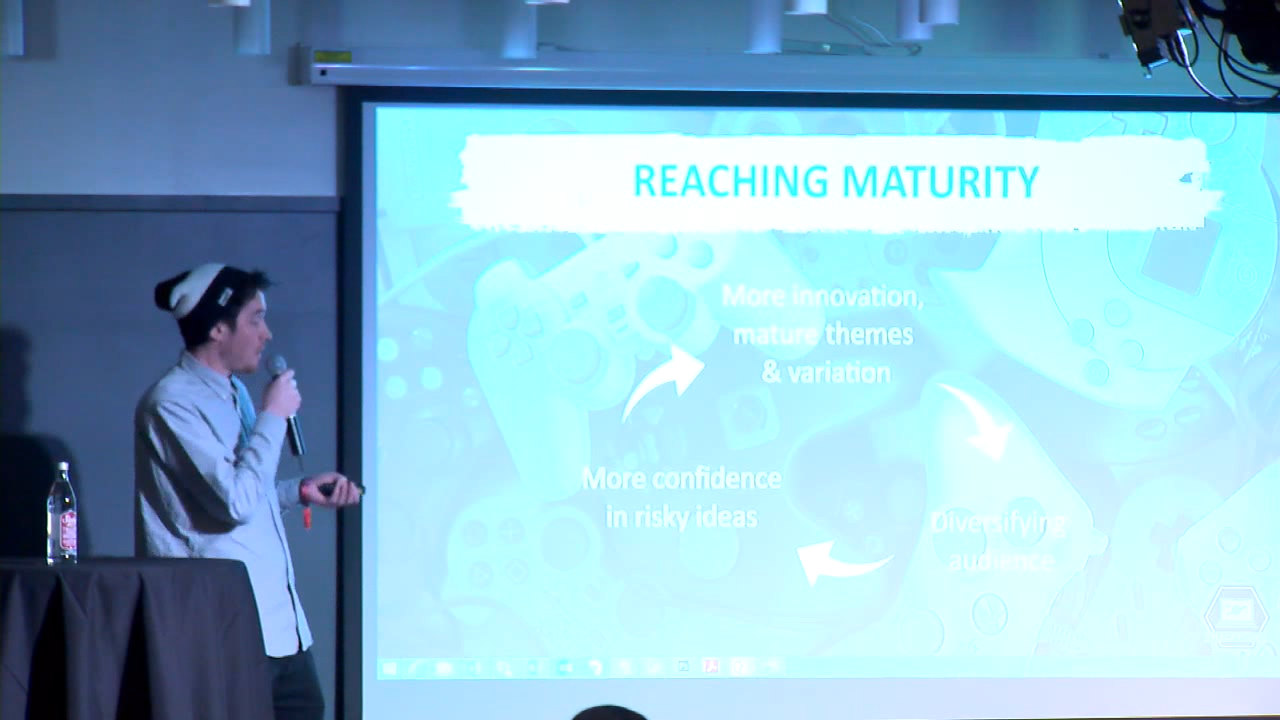 REACHING MATURITY
More innovation,
mature themes
& variation
More confidence
in risky ideas
Diversifying
audience